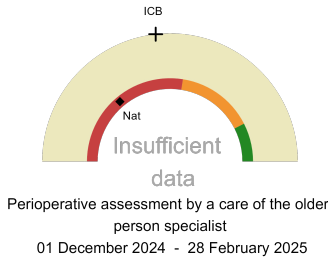 ICB
Nat
Insufficient
data
Perioperative assessment by a care of the older
person specialist
01 December 2024 - 28 February 2025